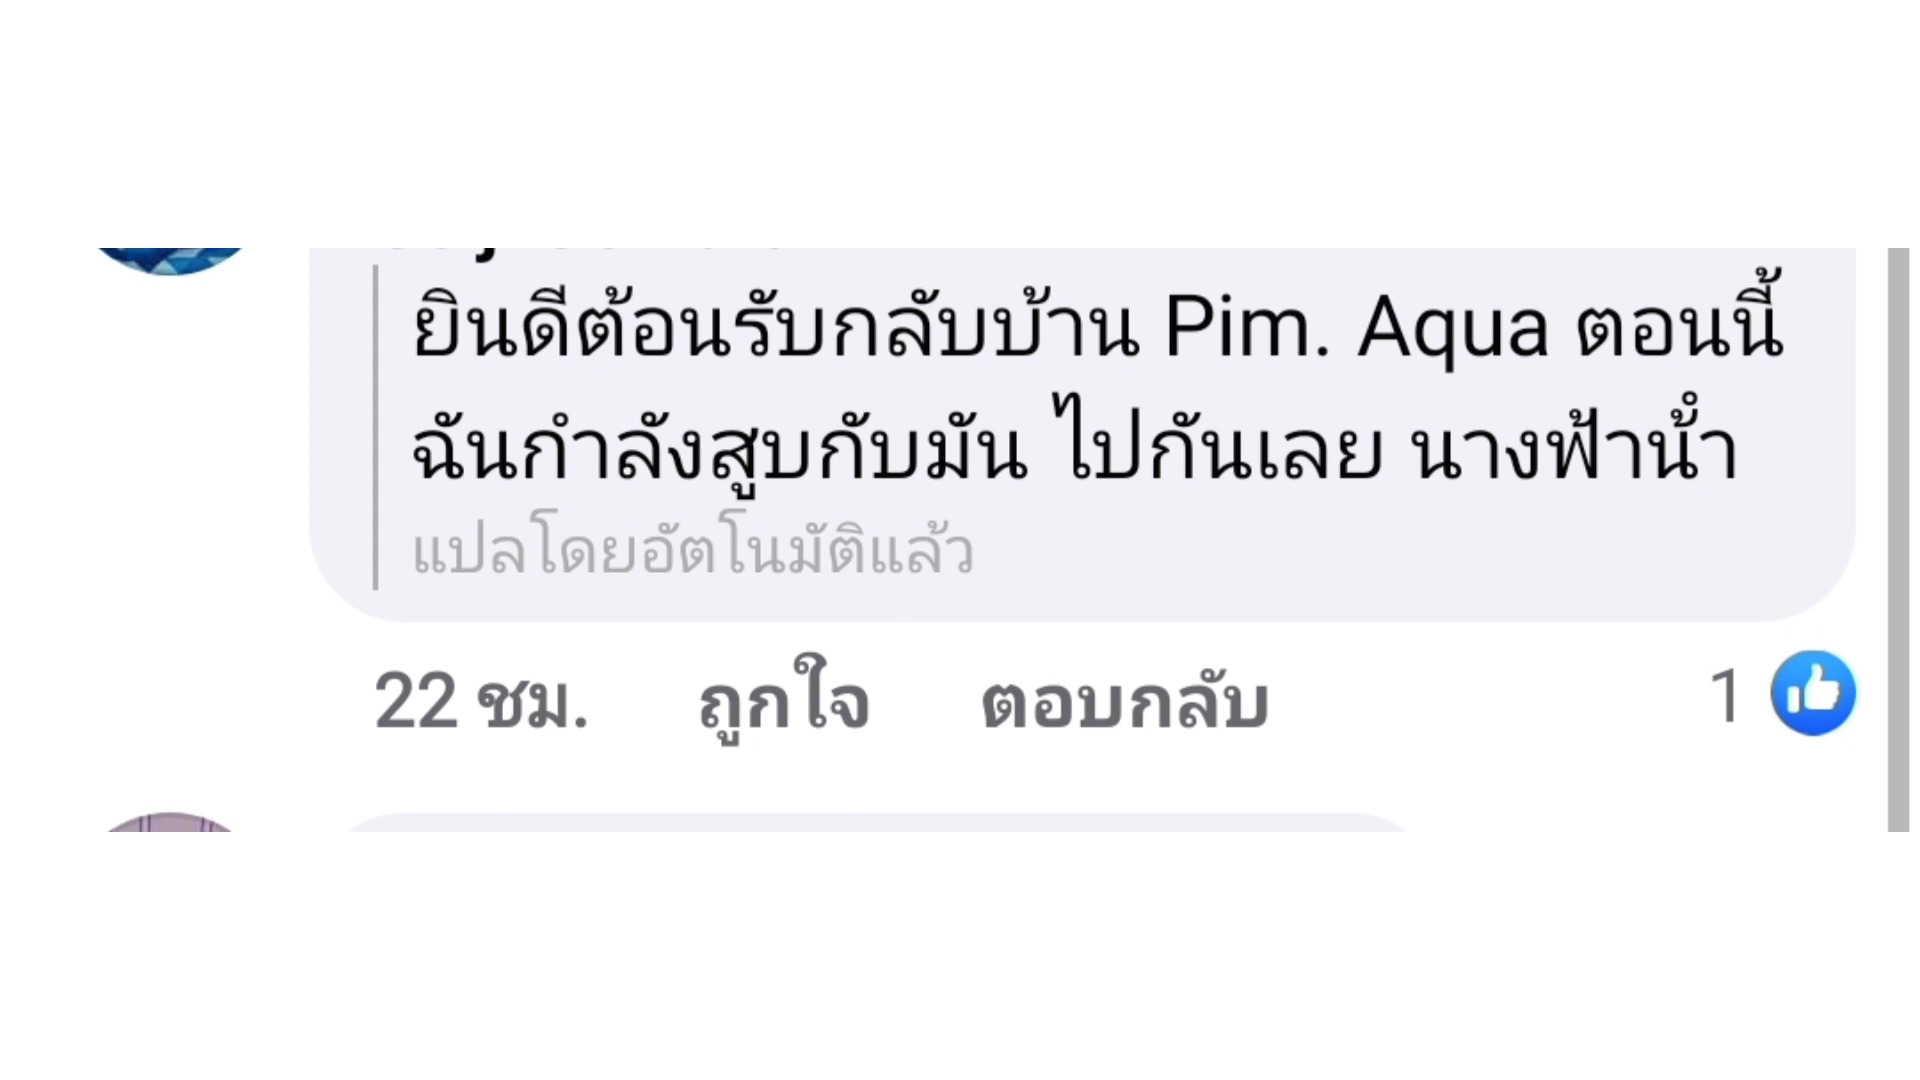 ยินดีต้อนรับกลับบ้าน Pim. Aqua ตอนนี้
ฉันกำลังสูบกับมัน ไปกันเลย นางฟ้าน้ำ
แปลโดยอัตโนมัติแล้ว
22 ชม. ถูกใจ ตอบกลับ 1